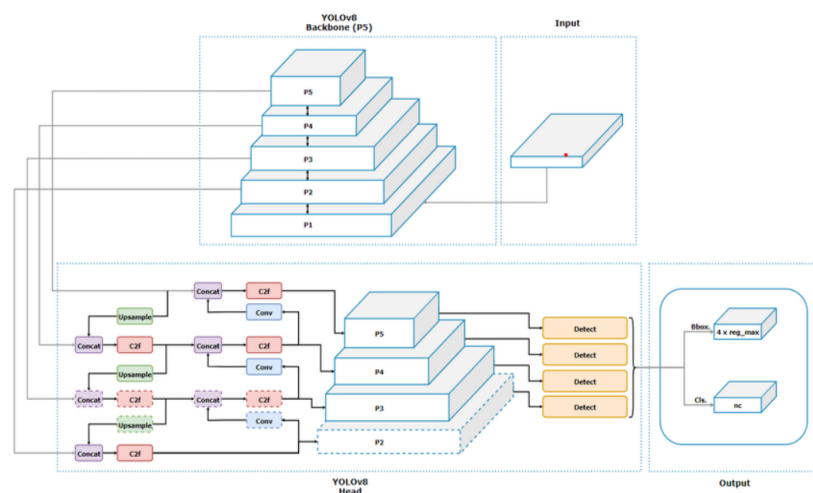 YOLOv8
Backbone (P5)
Input
P5
P4
P3
P2
P1
Concat
C2f
Upsample
Conv
P5
Detect
Bbox.
4 x reg_max
Concat
C2f
Concat
C2f
Detect
P4
Upsample
Conv
Detect
Concat
C2f
Concat
C2f
P3
Detect
Cls.
nc
Upsample
Conv
P2
Concat
C2f
YOLOv8
Head
Output